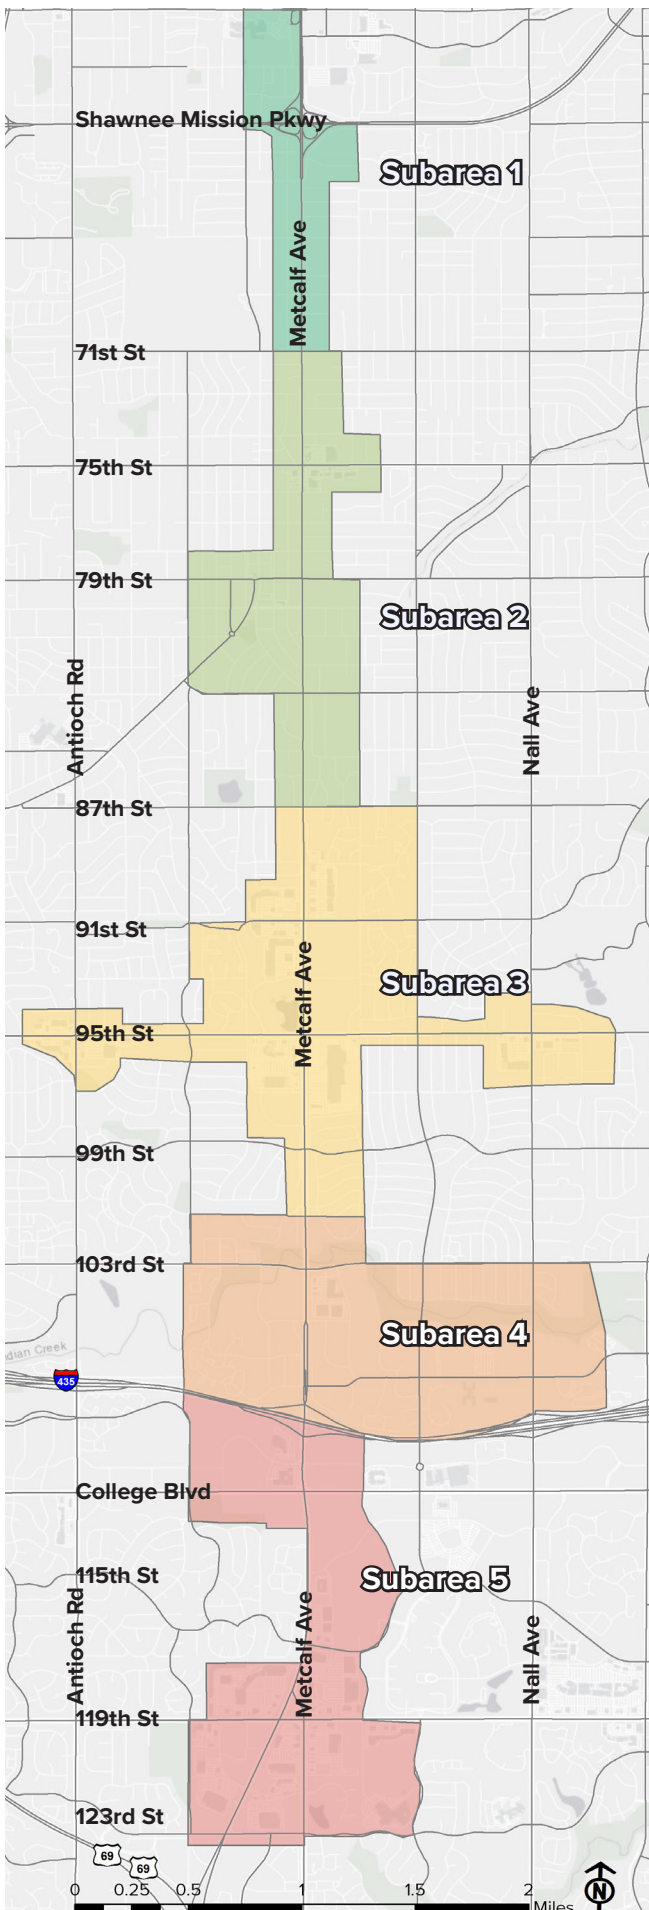 Shawnee Mission Pkwy
Subarea 1
Metcalf Ave
71st St
75th St
79th St
Subarea 2
Antioch Rd
Nall Ave
87th St
91st St
Metcalf Ave
Subarea 3
95th St
99th St
103rd St
Subarea 4
dian Creek
435
College Blvd
115th St
Subarea 5
Antioch Rd
Metcalf Ave
Nall Ave
119th St
123rd St
69
69
0 0.25 0.5 1 1.5 2
Miles
N